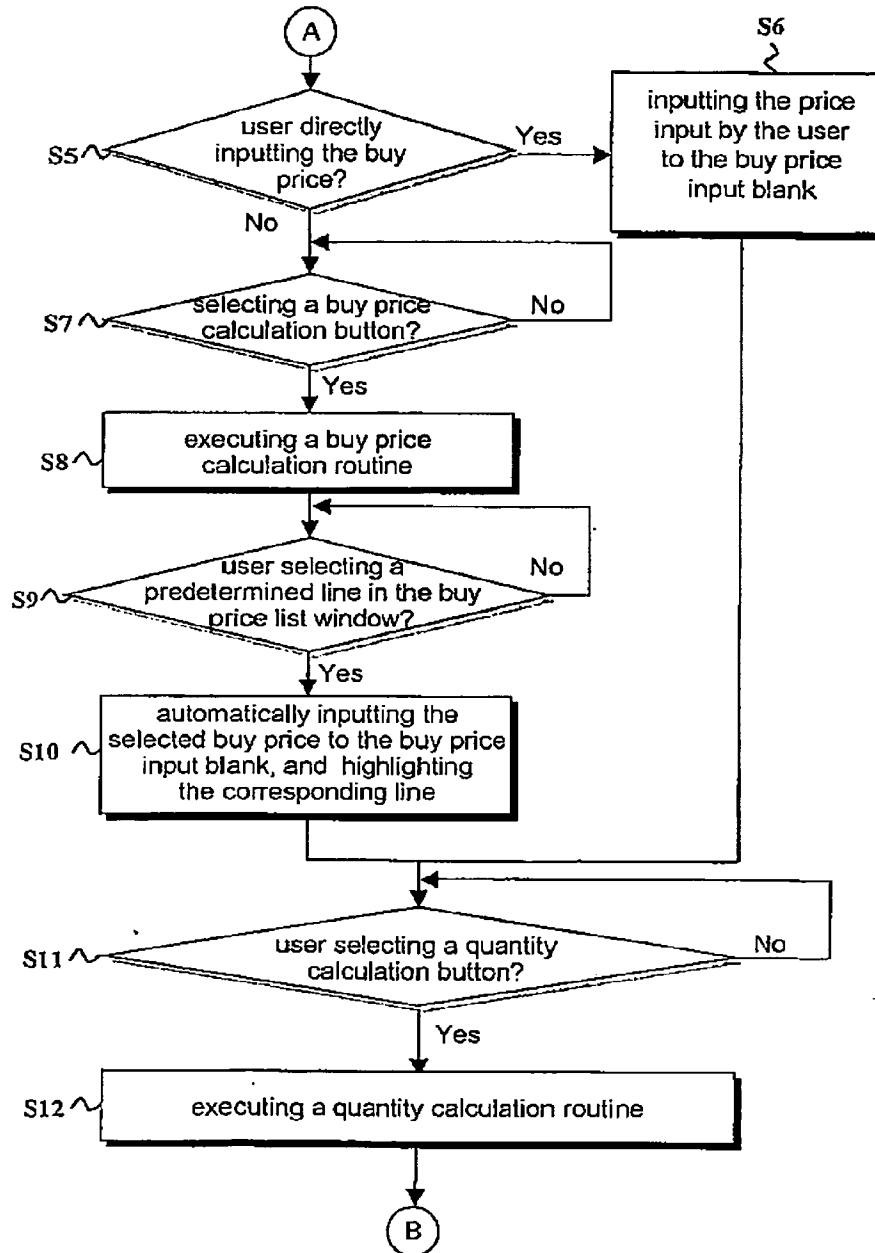 A
S6
S5
user directly
inputting the buy
price?
Yes
inputting the price
input by the user
to the buy price
input blank
No
S7
selecting a buy price
calculation button?
No
Yes
S8
executing a buy price
calculation routine
S9
user selecting a
predetermined line in the buy
price list window?
No
Yes
S10
automatically inputting the
selected buy price to the buy price
input blank, and highlighting
the corresponding line
S11
user selecting a quantity
calculation button?
No
Yes
S12
executing a quantity calculation routine
B